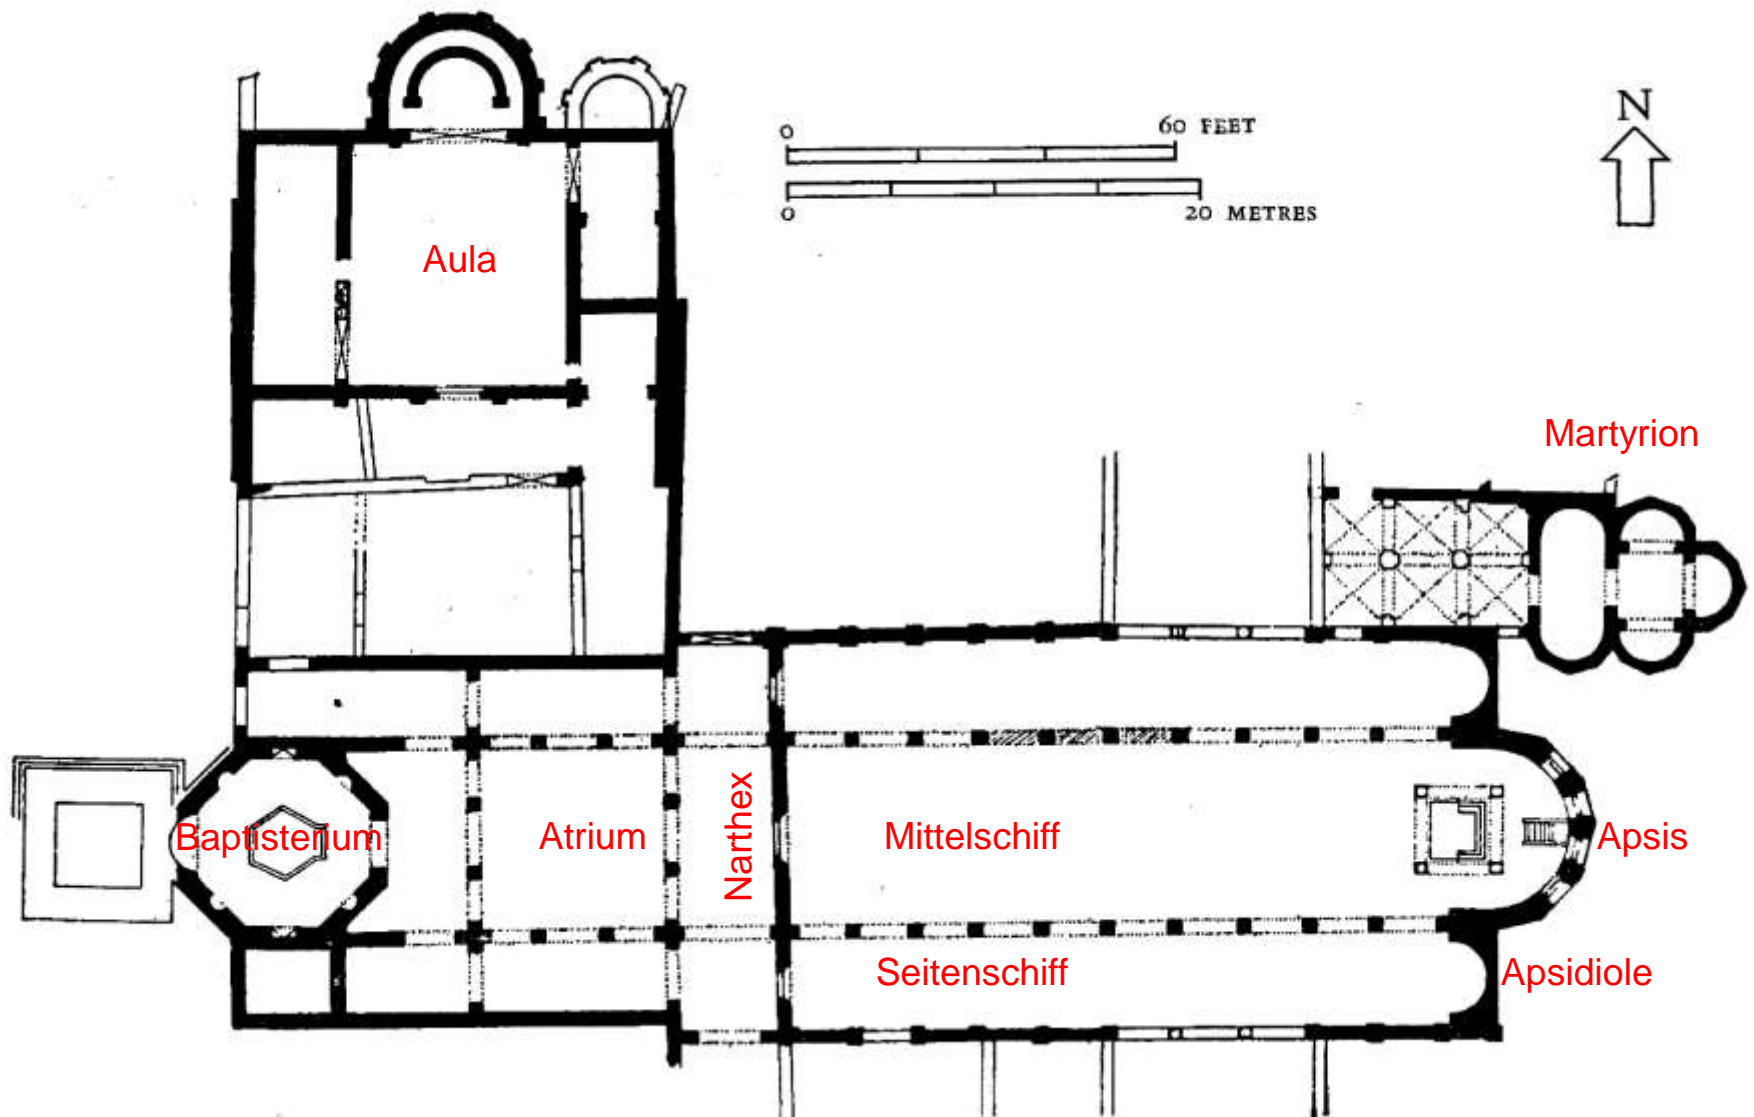 0 60 FEET
0 20 METRES
N
Aula
Martyrion
Baptisterium
Atrium
Narthex
Mittelschiff
Apsis
Seitenschiff
Apsidiole